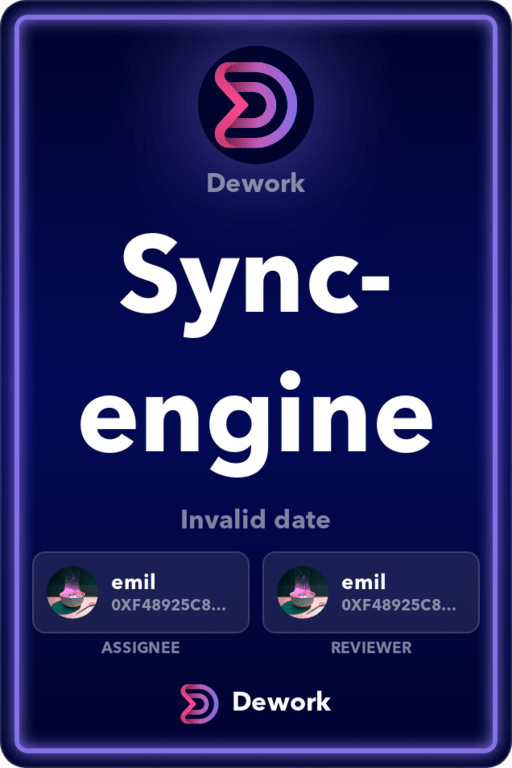 Dework
Sync-
engine
Invalid date
emil
0XF48925C8...
emil
0XF48925C8...
ASSIGNEE
REVIEWER
Dework